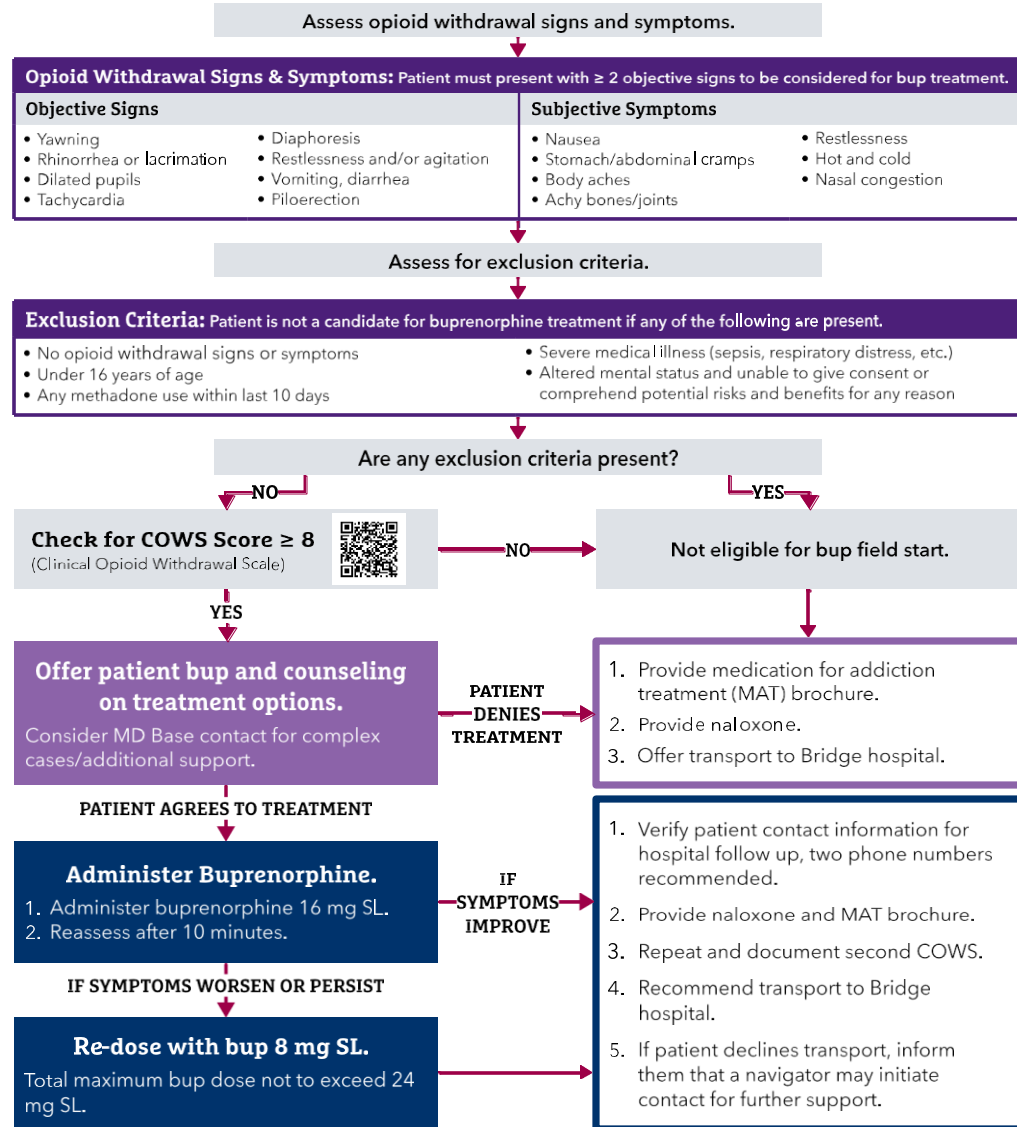 Assess opioid withdrawal signs and symptoms.
Opioid Withdrawal Signs & Symptoms: Patient must present with ≥ 2 objective signs to be considered for bup treatment.
Objective Signs
• Yawning
• Rhinorrhea or lacrimation
• Dilated pupils
• Tachycardia
• Diaphoresis
• Restlessness and/or agitation
• Vomiting, diarrhea
• Piloerection
Subjective Symptoms
• Nausea
• Stomach/abdominal cramps
• Body aches
• Achy bones/joints
• Restlessness
• Hot and cold
• Nasal congestion
Assess for exclusion criteria.
Exclusion Criteria: Patient is not a candidate for buprenorphine treatment if any of the following are present.
• No opioid withdrawal signs or symptoms
• Under 16 years of age
• Any methadone use within last 10 days
• Severe medical illness (sepsis, respiratory distress, etc.)
• Altered mental status and unable to give consent or
comprehend potential risks and benefits for any reason
Are any exclusion criteria present?
NO
YES
Check for COWS Score ≥ 8
(Clinical Opioid Withdrawal Scale)
NO
Not eligible for bup field start.
YES
Offer patient bup and counseling
on treatment options.
Consider MD Base contact for complex
cases/additional support.
PATIENT
DENIES
TREATMENT
1. Provide medication for addiction
treatment (MAT) brochure.
2. Provide naloxone.
3. Offer transport to Bridge hospital.
PATIENT AGREES TO TREATMENT
Administer Buprenorphine.
1. Administer buprenorphine 16 mg SL.
2. Reassess after 10 minutes.
IF
SYMPTOMS
IMPROVE
1. Verify patient contact information for
hospital follow up, two phone numbers
recommended.
2. Provide naloxone and MAT brochure.
3. Repeat and document second COWS.
4. Recommend transport to Bridge
hospital.
5. If patient declines transport, inform
them that a navigator may initiate
contact for further support.
IF SYMPTOMS WORSEN OR PERSIST
Re-dose with bup 8 mg SL.
Total maximum bup dose not to exceed 24
mg SL.